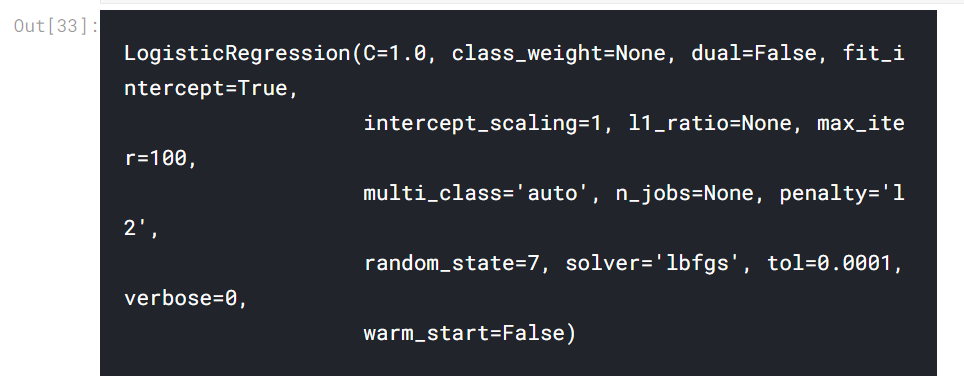 Out[33]:
LogisticRegression(C=1.0, class_weight=None, dual=False, fit_i
ntercept=True,
intercept_scaling=1, l1_ratio=None, max_ite
r=100,
multi_class='auto', n_jobs=None, penalty='l
2',
random_state=7, solver='lbfgs', tol=0.0001,
verbose=0,
warm_start=False)